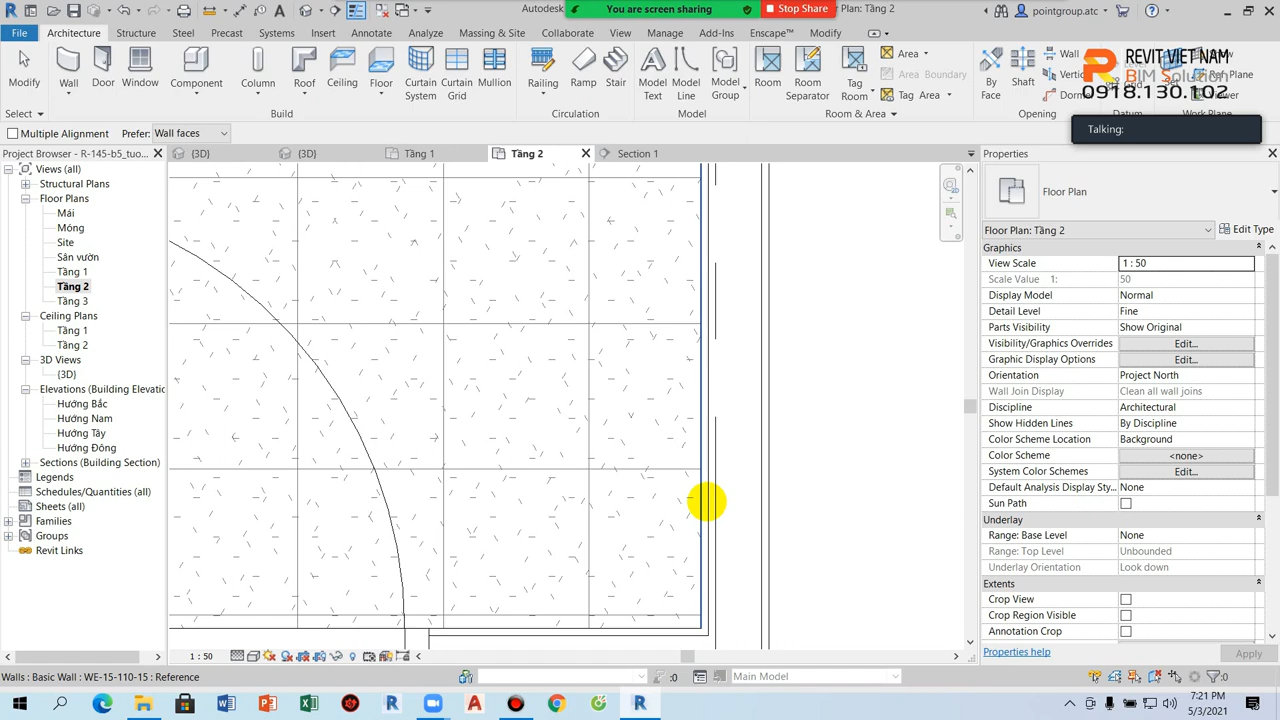 Autodes
You are screen sharing
Stop Share
Plan: Tầng 2
pointgroup.atc
File
Architecture
Structure
Steel
Precast
Systems
Insert
Annotate
Analyze
Massing & Site
Collaborate
View
Manage
Add-Ins
Enscape™
Modify
Modify
Wall
Door
Window
Component
Column
Roof
Ceiling
Floor
Curtain System
Curtain Grid
Mullion
Railing
Ramp
Stair
Model Text
Model Line
Model Group
Room
Room Separator
Tag Room
Area
Area Boundary
Tag Area
By Face
Shaft
Wall
REVIT VIETNAM
BIM Solution
0918.130.102
Select
Build
Circulation
Model
Room & Area
Opening
Datum
Work Plane
Talking:
Multiple Alignment
Prefer:
Wall faces
Project Browser - R-145-b5_tuo...
{3D}
{3D}
Tầng 1
Tầng 2
Section 1
Properties
Views (all)
Structural Plans
Floor Plans
Mái
Móng
Site
Sân vườn
Tầng 1
Tầng 2
Tầng 3
Ceiling Plans
Tầng 1
Tầng 2
3D Views
{3D}
Elevations (Building Elevatio
Hướng Bắc
Hướng Nam
Hướng Tây
Hướng Đông
Sections (Building Section)
Legends
Schedules/Quantities (all)
Sheets (all)
Families
Groups
Revit Links
Floor Plan
Floor Plan: Tầng 2
Edit Type
Graphics
View Scale
1 : 50
Scale Value 1:
50
Display Model
Normal
Detail Level
Fine
Parts Visibility
Show Original
Visibility/Graphics Overrides
Edit...
Graphic Display Options
Edit...
Orientation
Project North
Wall Join Display
Clean all wall joins
Discipline
Architectural
Show Hidden Lines
By Discipline
Color Scheme Location
Background
Color Scheme
<none>
System Color Schemes
Edit...
Default Analysis Display Sty...
None
Sun Path
Underlay
Range: Base Level
None
Range: Top Level
Unbounded
Underlay Orientation
Look down
Extents
Crop View
Crop Region Visible
Annotation Crop
Properties help
Apply
1 : 50
Walls : Basic Wall : WE-15-110-15 : Reference
:0
Main Model
:0
7:21 PM
5/3/2021